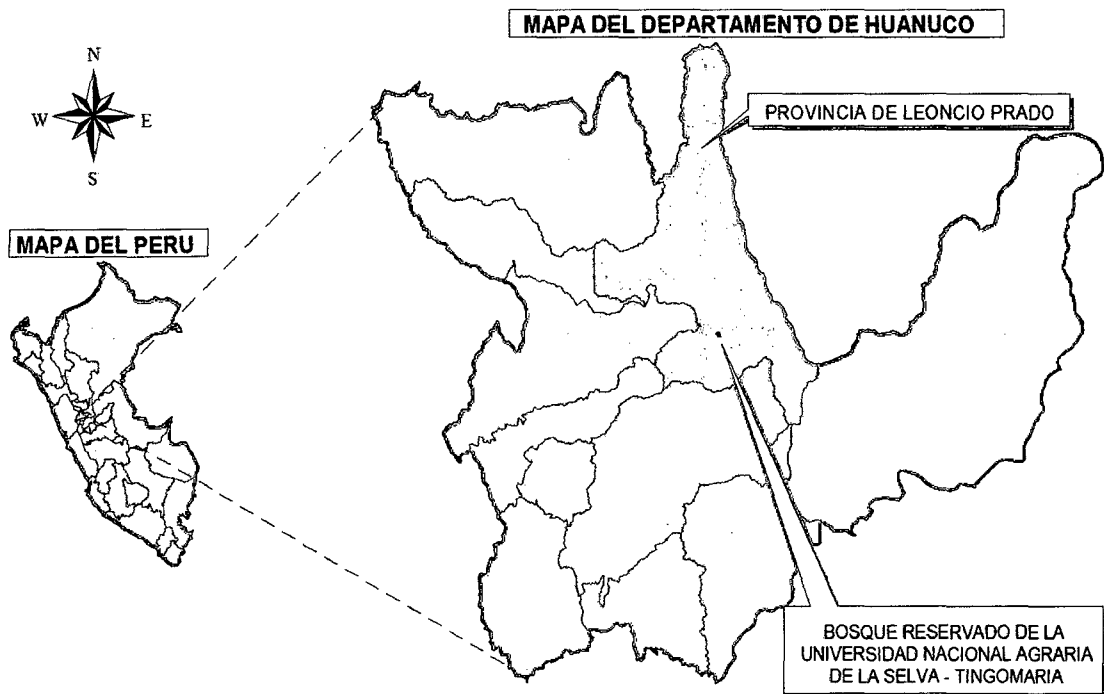 MAPA DEL DEPARTAMENTO DE HUANUCO
N
W E
S
PROVINCIA DE LEONCIO PRADO
MAPA DEL PERU
BOSQUE RESERVADO DE LA
UNIVERSIDAD NACIONAL AGRARIA
DE LA SELVA - TINGOMARIA